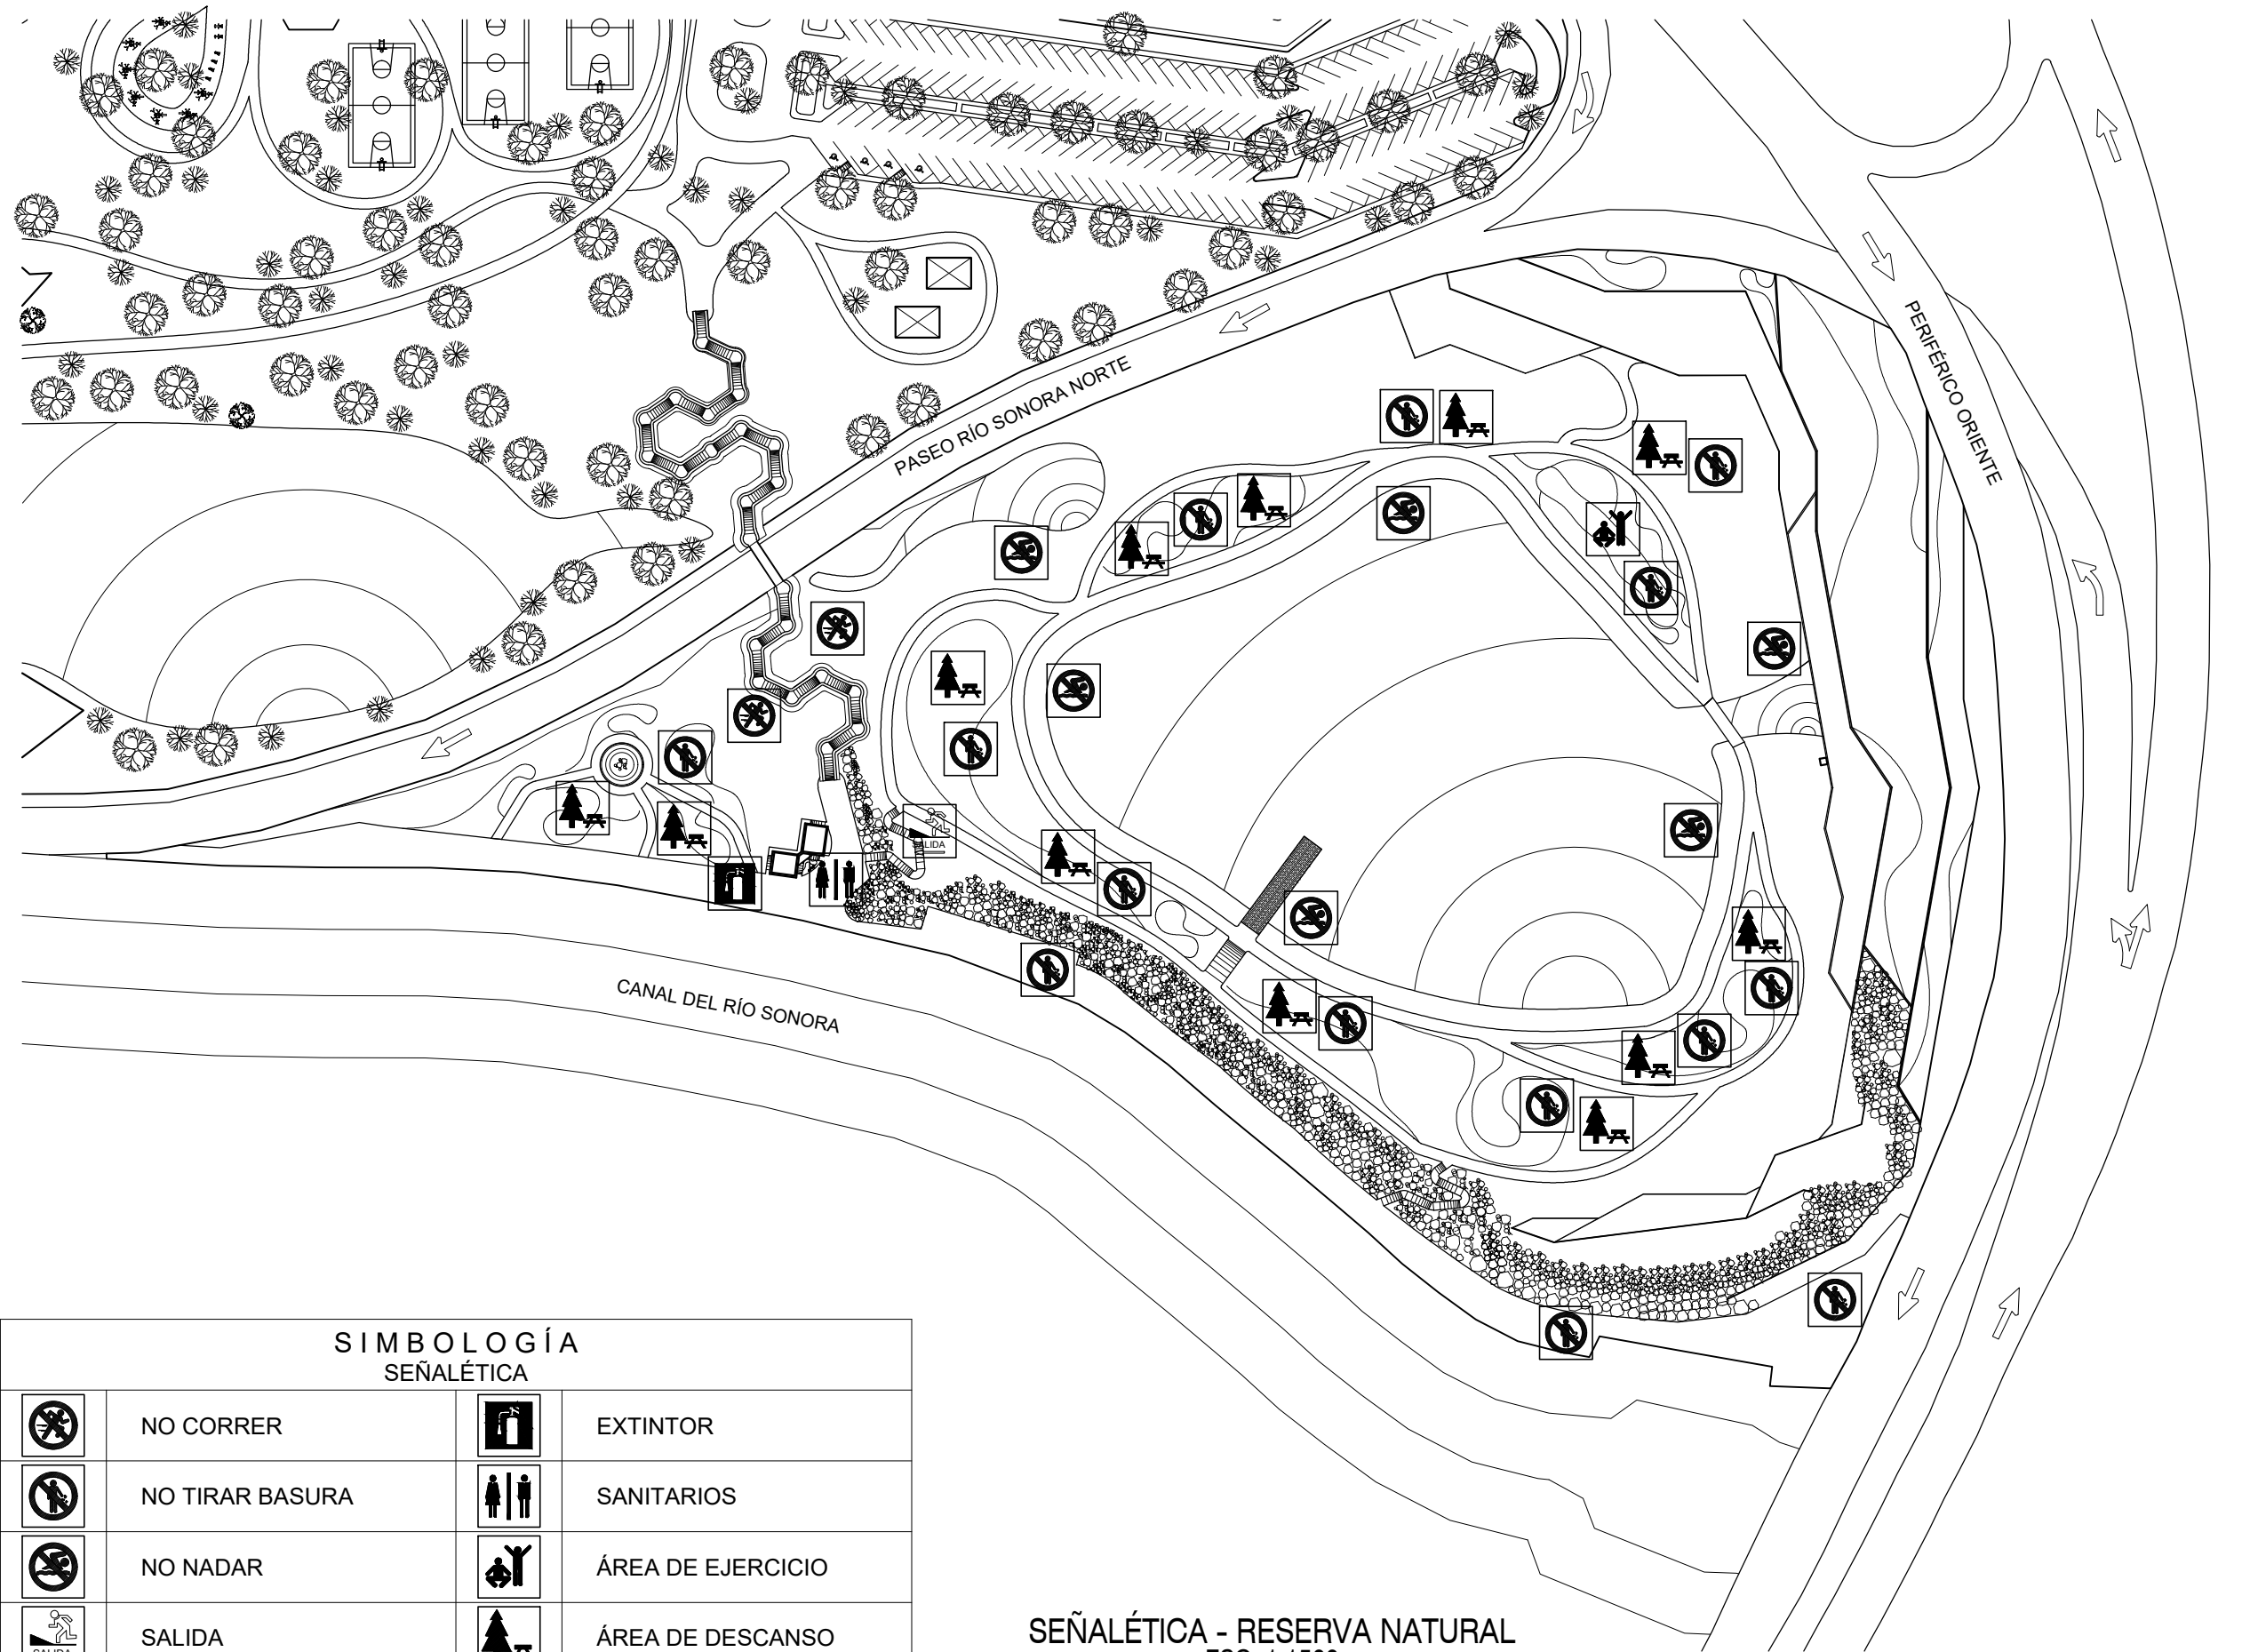 PASEO RÍO SONORA NORTE
PERIFÉRICO ORIENTE
SALIDA
CANAL DEL RÍO SONORA
SIMBOLOGÍA
SEÑALÉTICA
NO CORRER
EXTINTOR
NO TIRAR BASURA
SANITARIOS
NO NADAR
ÁREA DE EJERCICIO
SALIDA
ÁREA DE DESCANSO
SEÑALÉTICA - RESERVA NATURAL